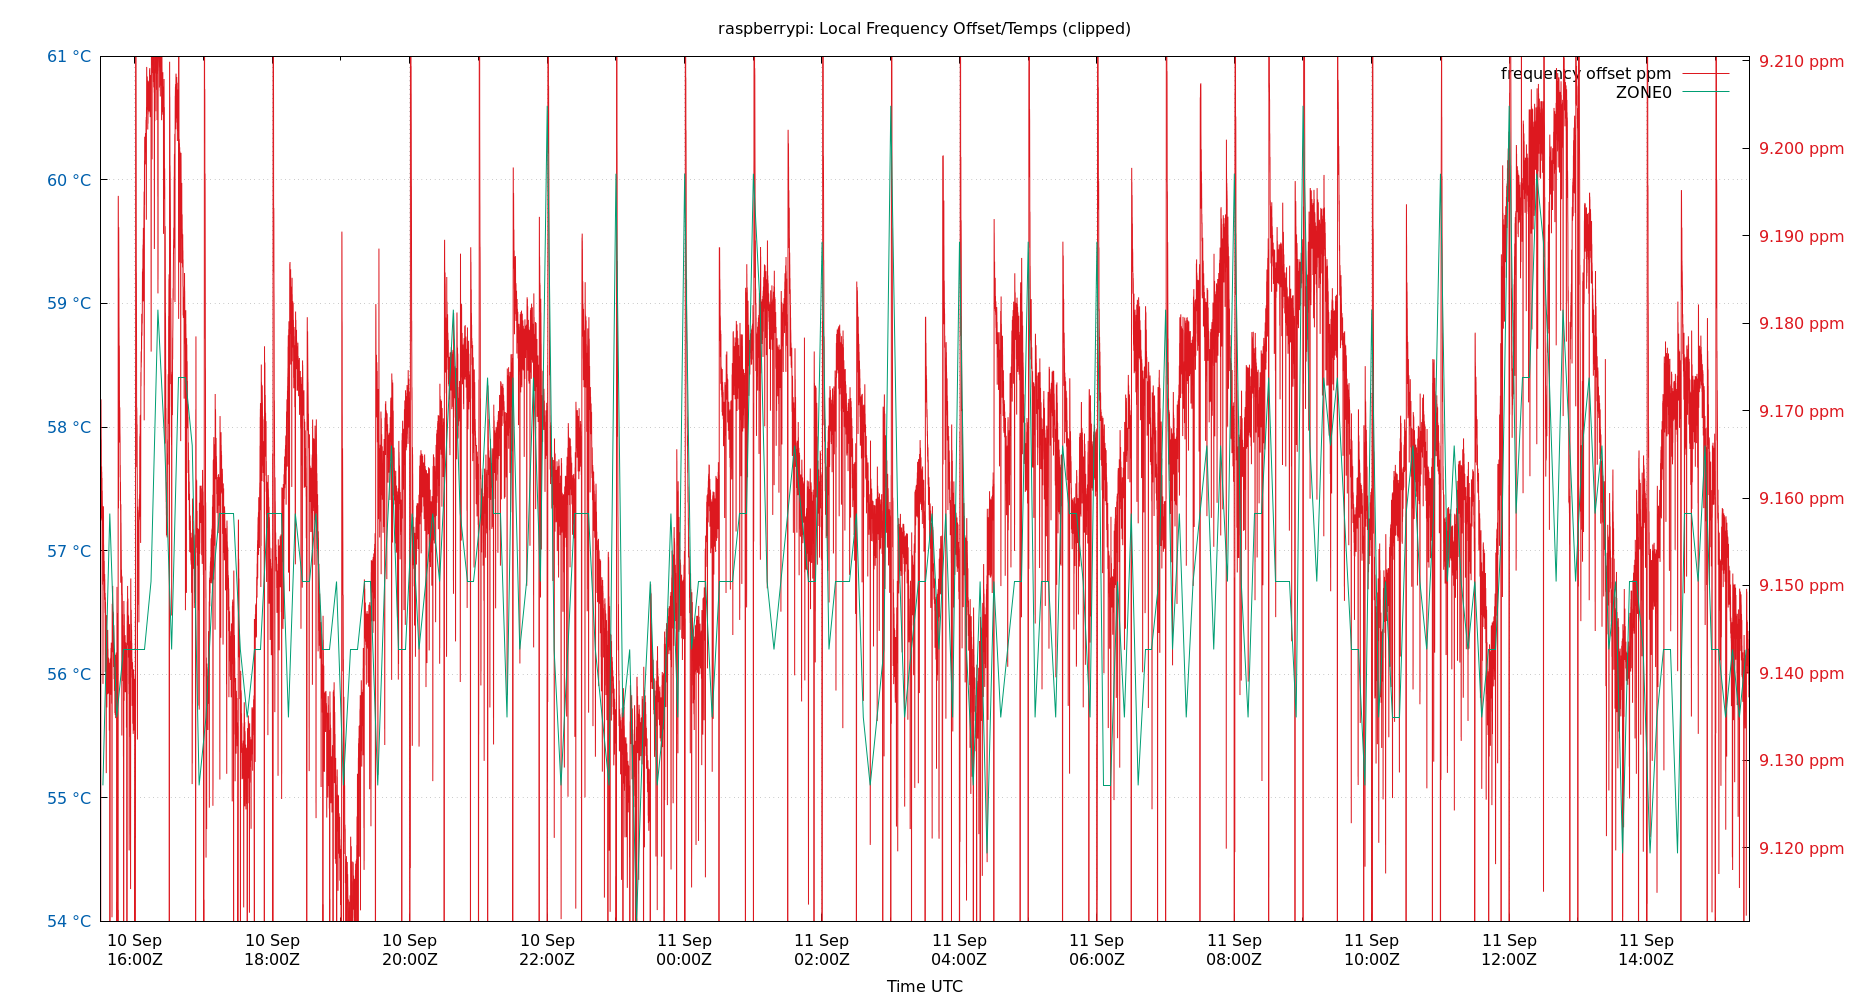 raspberrypi: Local Frequency Offset/Temps (clipped)
61 °C
60 °C
59 °C
58 °C
57 °C
56 °C
55 °C
54 °C
frequency offset ppm
ZONE0
9.210 ppm
9.200 ppm
9.190 ppm
9.180 ppm
9.170 ppm
9.160 ppm
9.150 ppm
9.140 ppm
9.130 ppm
9.120 ppm
10 Sep
16:00Z
10 Sep
18:00Z
10 Sep
20:00Z
10 Sep
22:00Z
11 Sep
00:00Z
11 Sep
02:00Z
11 Sep
04:00Z
11 Sep
06:00Z
11 Sep
08:00Z
11 Sep
10:00Z
11 Sep
12:00Z
11 Sep
14:00Z
Time UTC